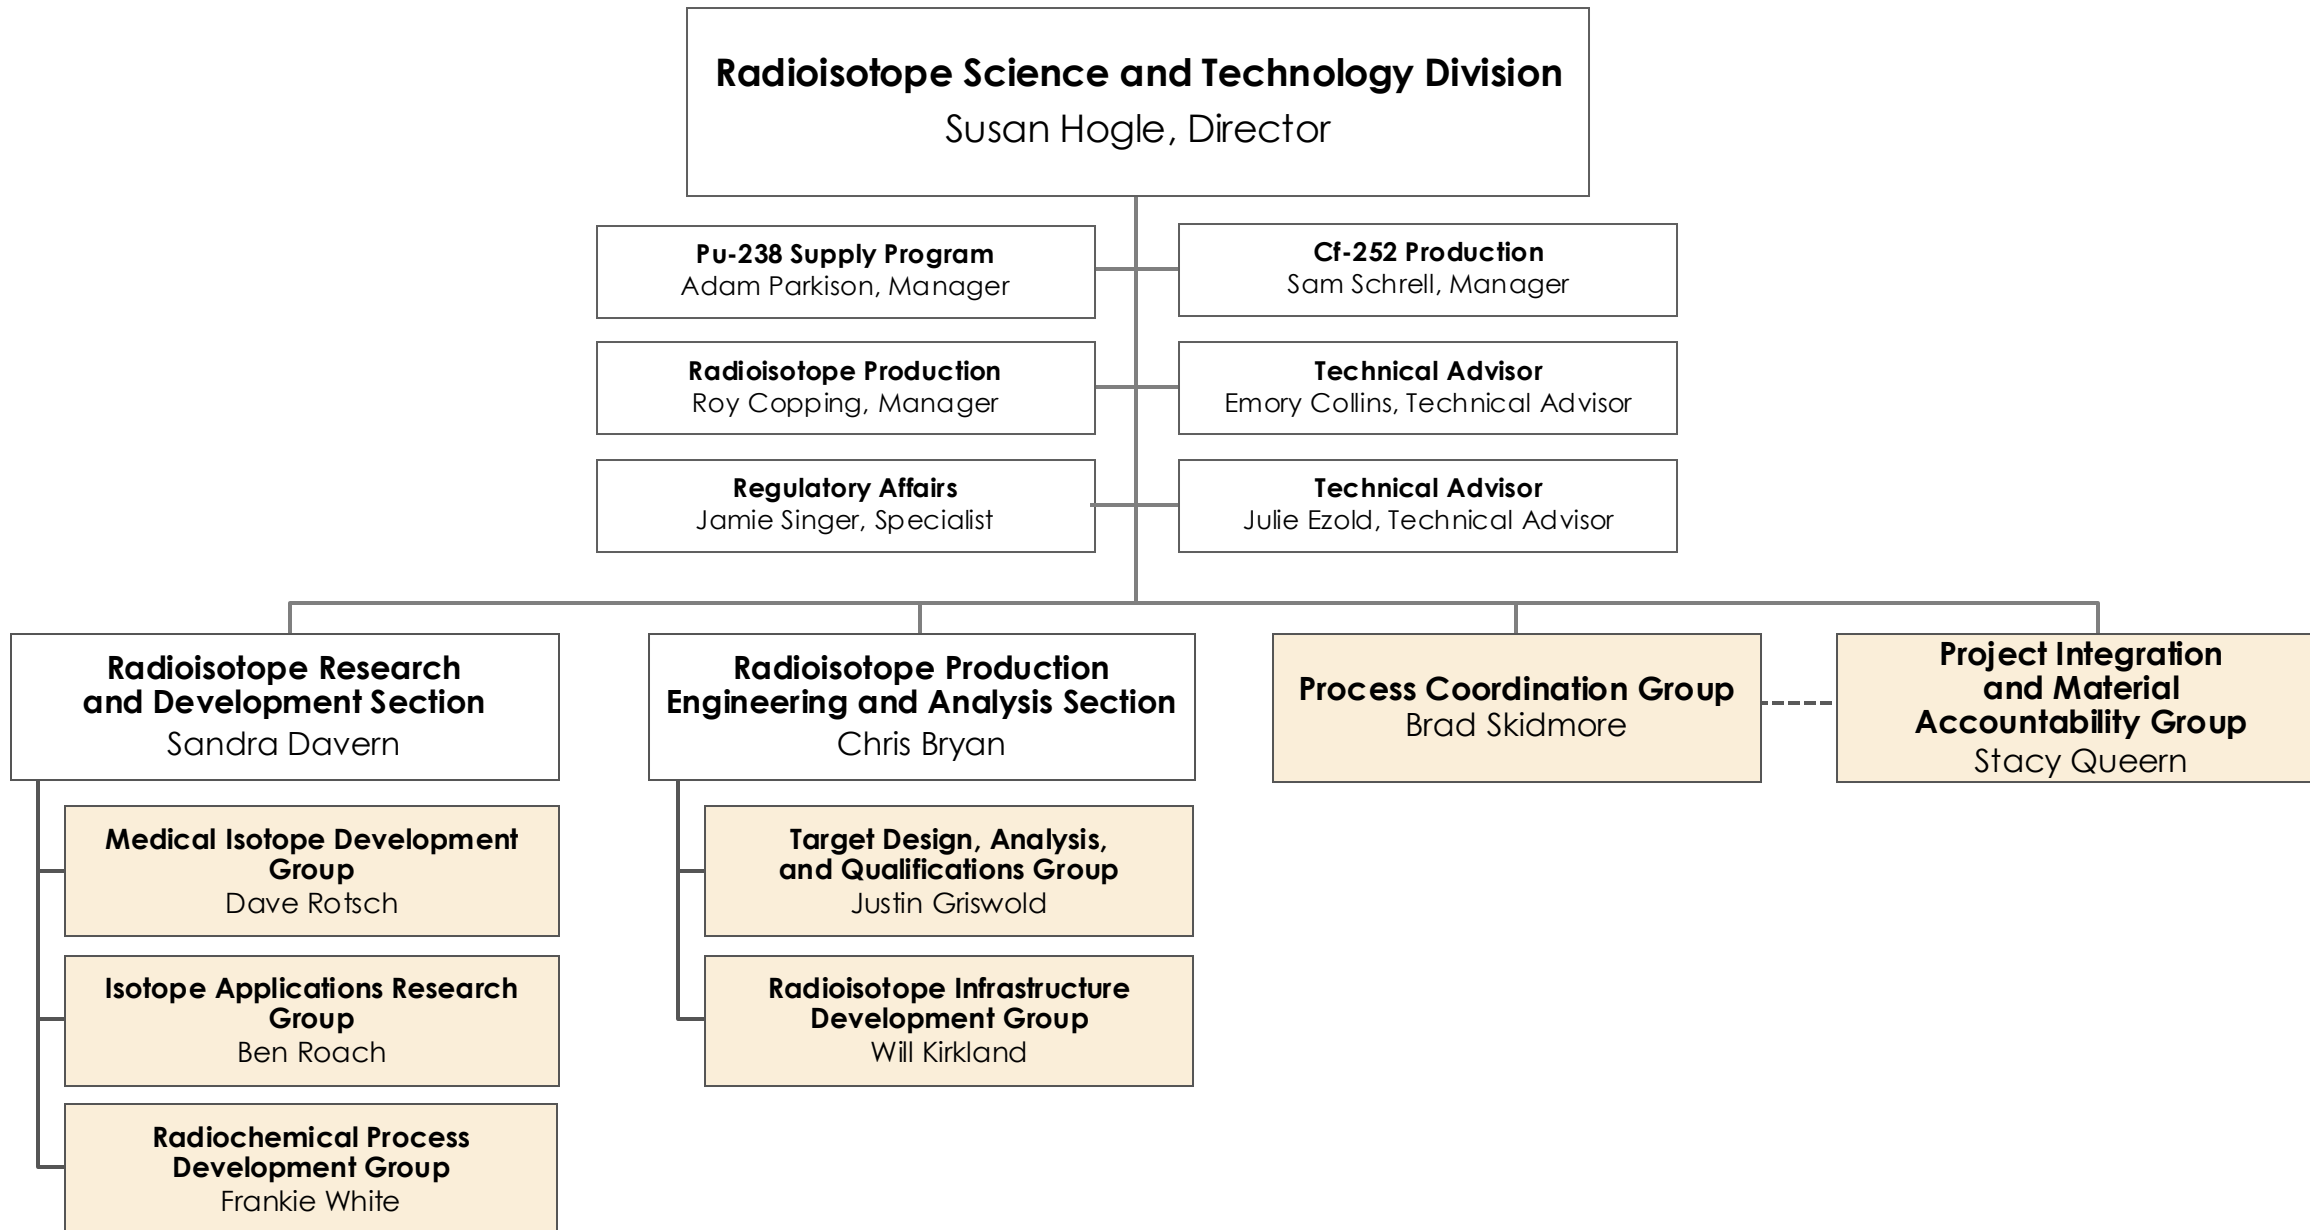 Radioisotope Science and Technology Division
Susan Hogle, Director
Pu-238 Supply Program
Adam Parkison, Manager
Cf-252 Production
Sam Schrell, Manager
Radioisotope Production
Roy Copping, Manager
Technical Advisor
Emory Collins, Technical Advisor
Regulatory Affairs
Jamie Singer, Specialist
Technical Advisor
Julie Ezold, Technical Advisor
Radioisotope Research
and Development Section
Sandra Davern
Medical Isotope Development
Group
Dave Rotsch
Isotope Applications Research
Group
Ben Roach
Radiochemical Process
Development Group
Frankie White
Radioisotope Production
Engineering and Analysis Section
Chris Bryan
Target Design, Analysis,
and Qualifications Group
Justin Griswold
Radioisotope Infrastructure
Development Group
Will Kirkland
Process Coordination Group
Brad Skidmore
Project Integration
and Material
Accountability Group
Stacy Queern